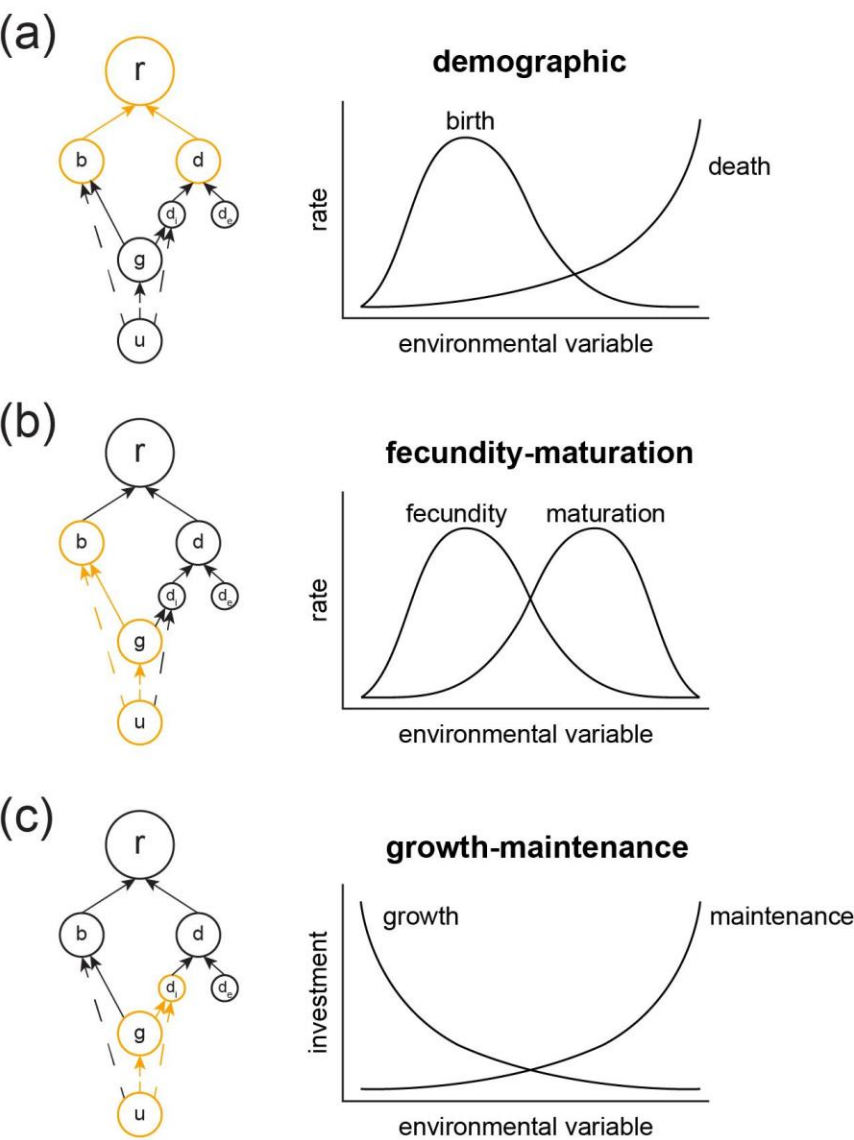 (a)
r
b
d
d_i
d_e
g
u
demographic
birth
death
rate
environmental variable
(b)
r
b
d
d_i
d_e
g
u
fecundity-maturation
fecundity
maturation
rate
environmental variable
(c)
r
b
d
d_i
d_e
g
u
growth-maintenance
growth
maintenance
investment
environmental variable